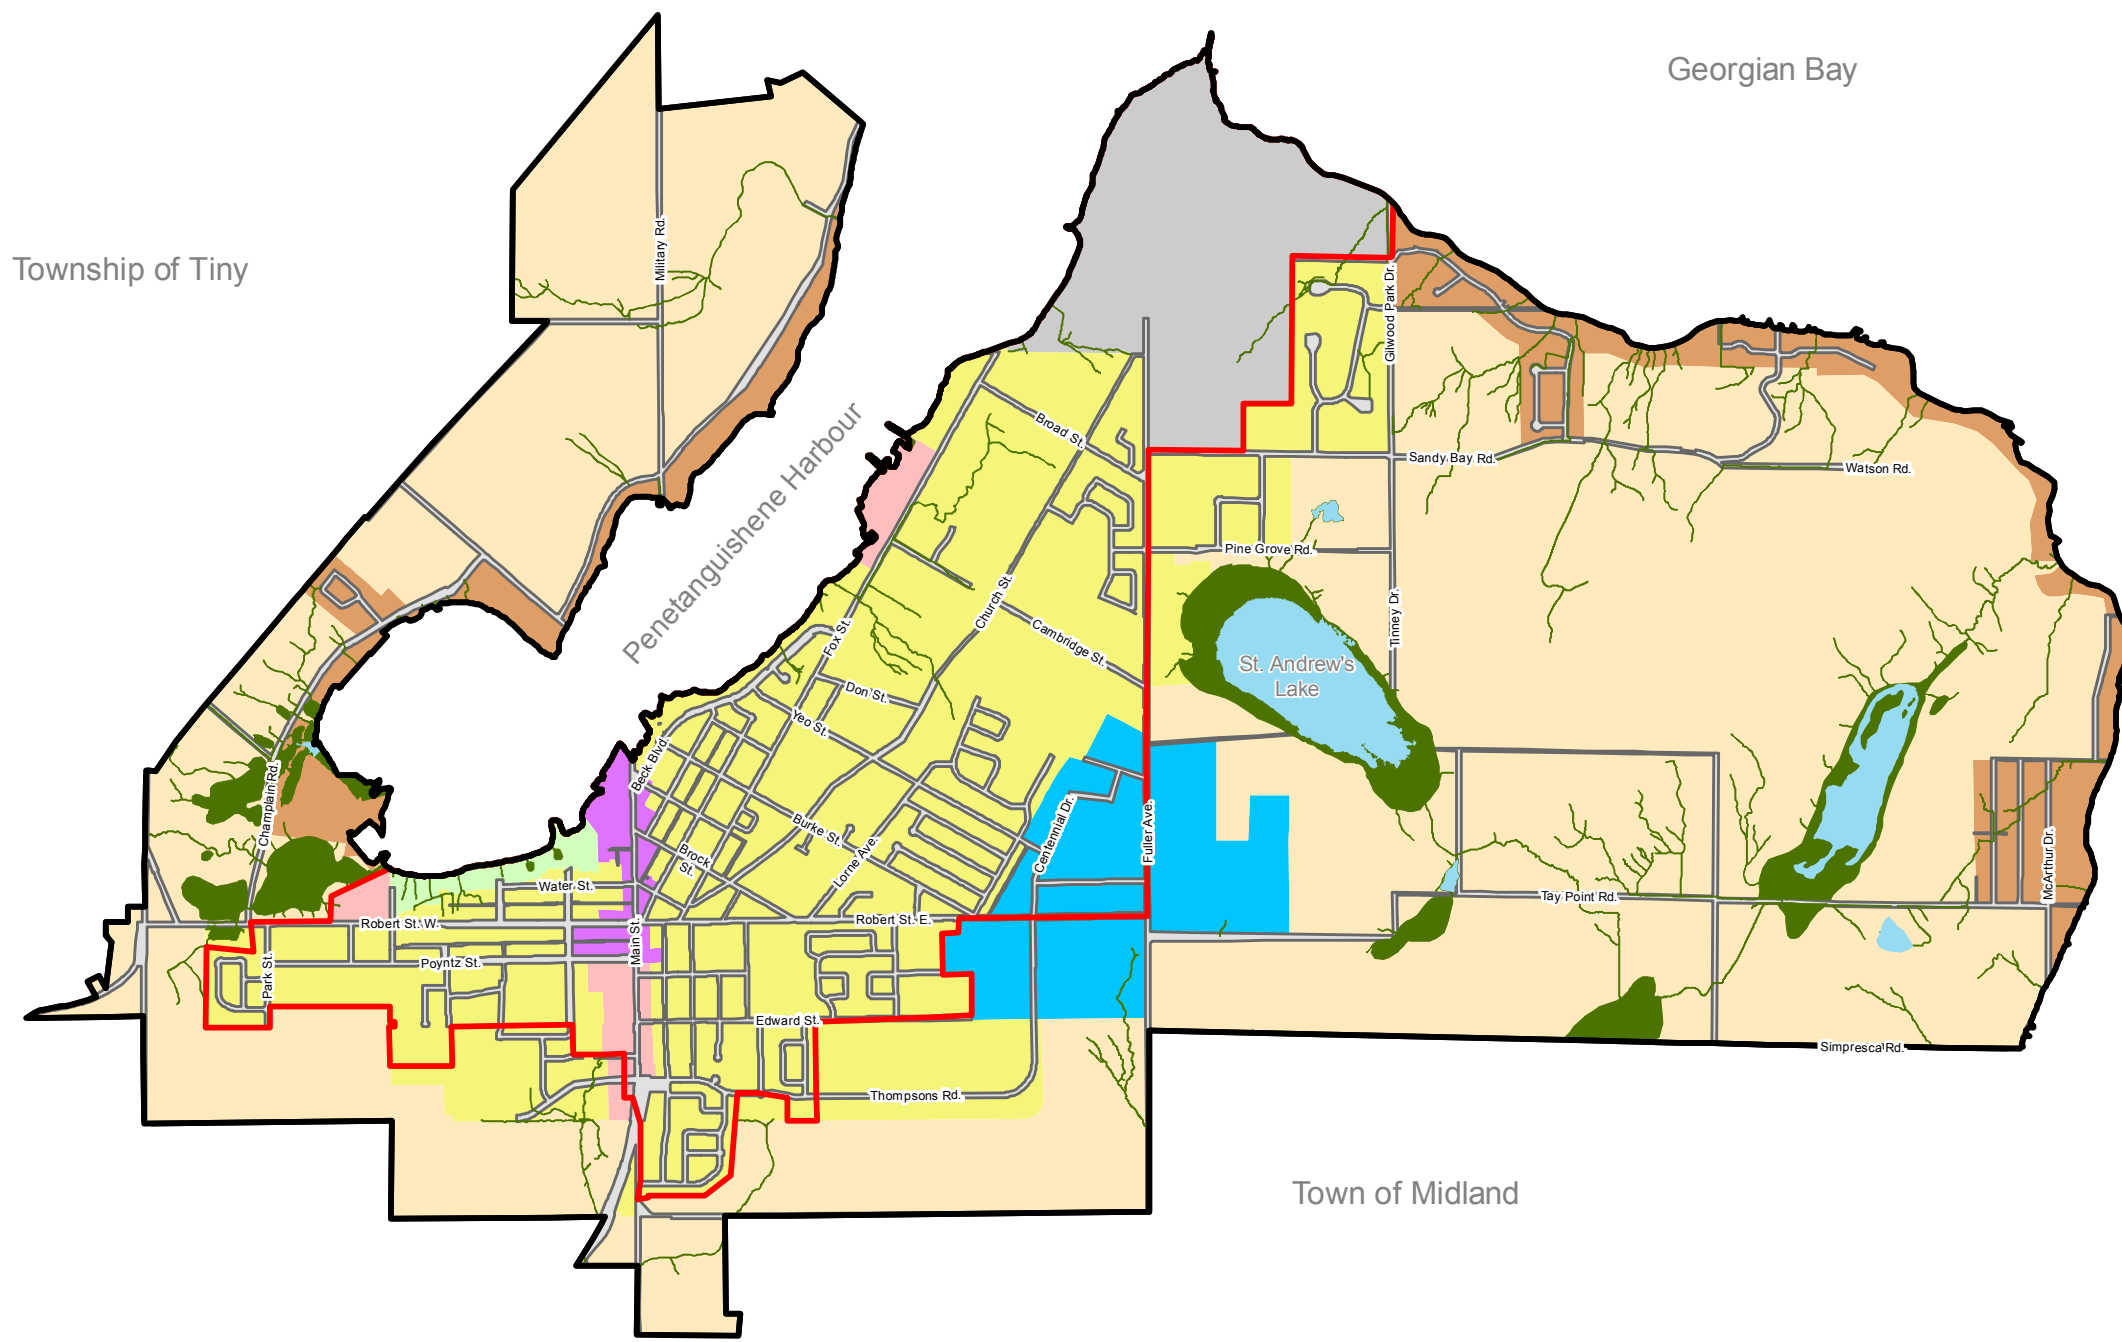 Georgian Bay
Township of Tiny
Military Rd.
Gilwood Park Dr.
Penetanguishene Harbour
Broad St.
Sandy Bay Rd.
Watson Rd.
Pine Grove Rd.
Church St.
Tinney Dr.
Fox St.
Cambridge St.
St. Andrew's
Lake
Don St.
Yeo St.
Beck Blvd.
Champlain Rd.
Burke St.
Centennial Dr.
Fuller Ave.
Brock
St.
Lorne Ave.
McArthur Dr.
Water St.
Tay Point Rd.
Robert St. W.
Robert St. E.
Main St.
Poyntz St.
Park St.
Edward St.
Simpresca Rd.
Thompsons Rd.
Town of Midland